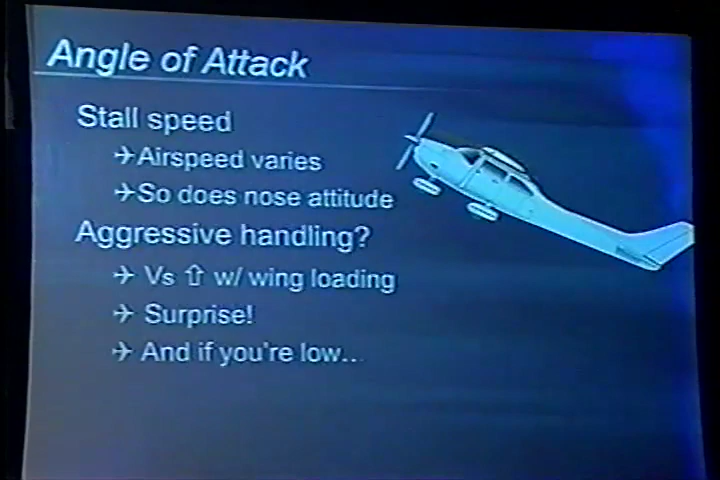 Angle of Attack
Stall speed
✈Airspeed varies
✈So does nose attitude
Aggressive handling?
✈ Vs ⇧ w/ wing loading
✈ Surprise!
✈ And if you're low...